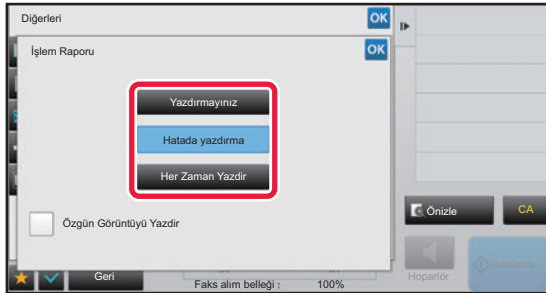 Diğerleri
OK
İşlem Raporu
OK
Yazdırmayınız
Hatada yazdırma
Her Zaman Yazdir
Özgün Görüntüyü Yazdir
Önizle
CA
Geri
Faks alım belleği :
100%
Hoparlör